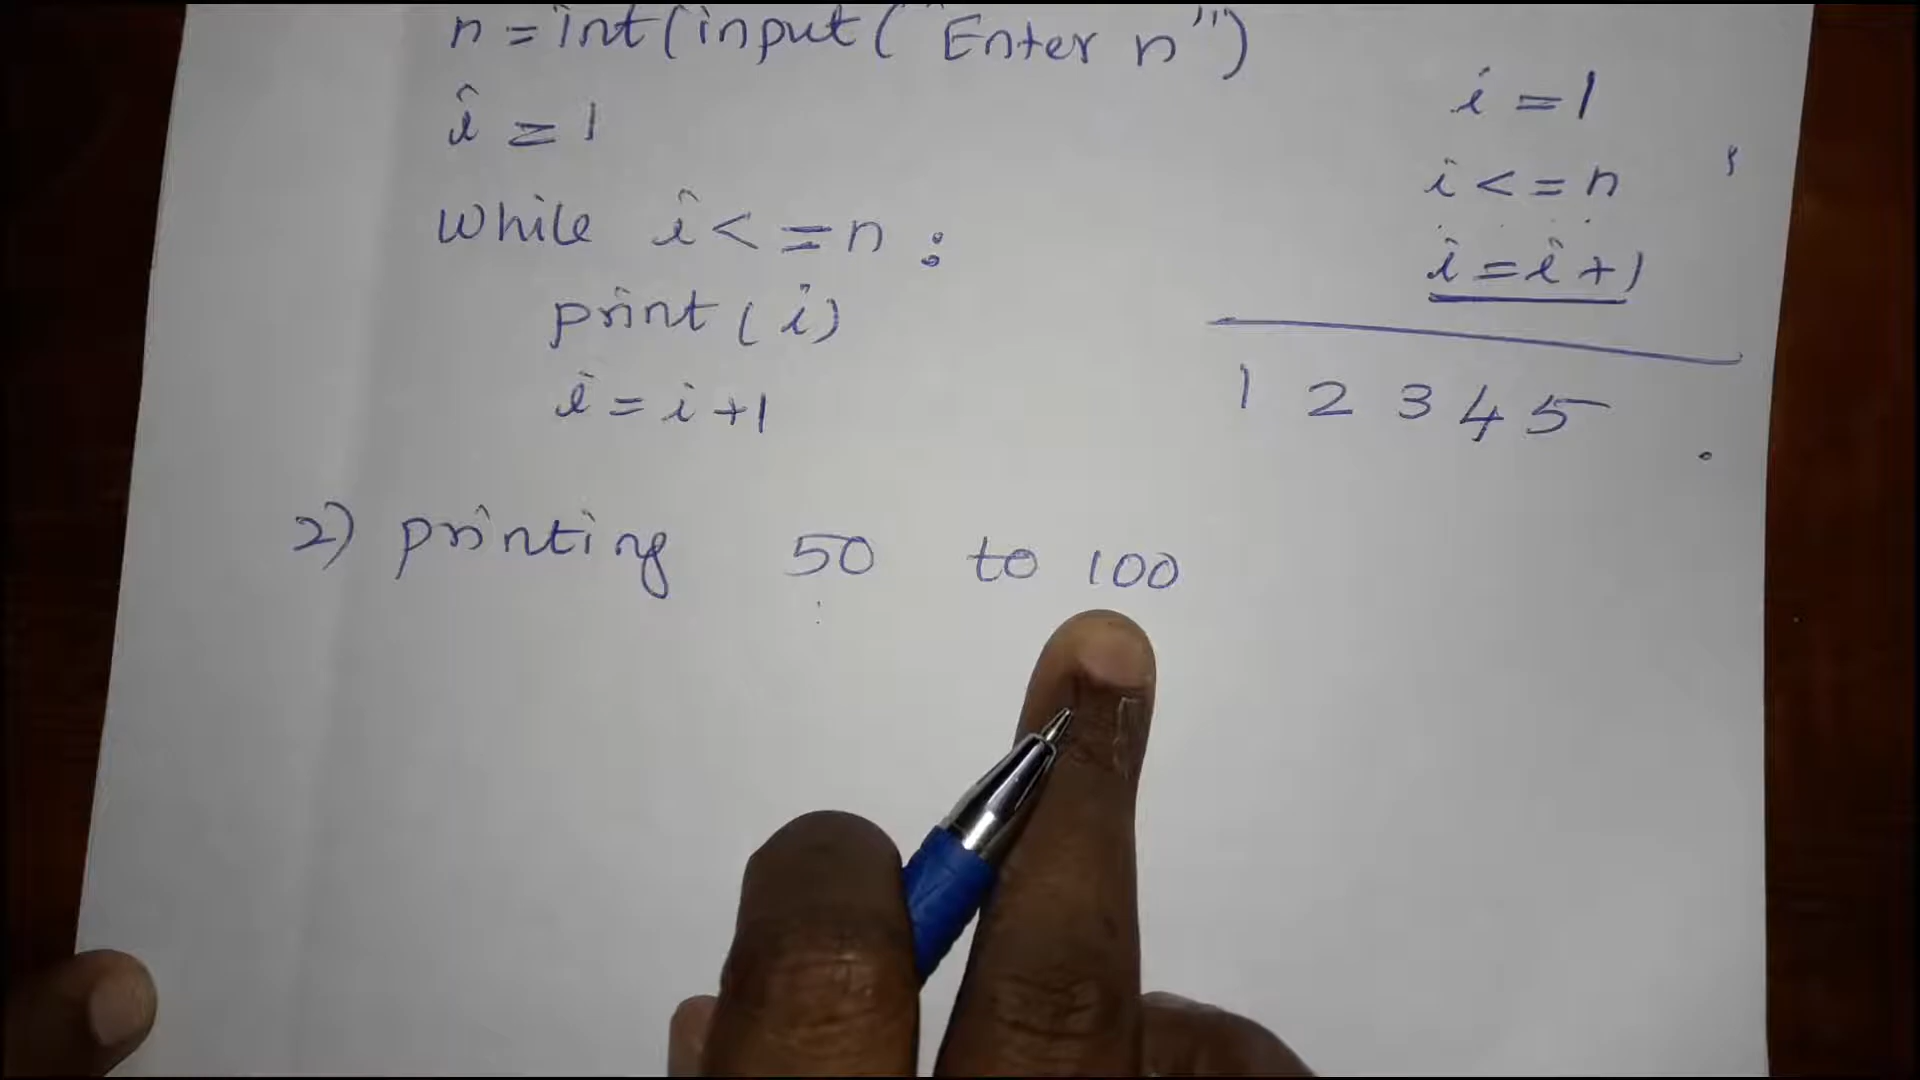 n = int(input("Enter n")
i = 1
while i <= n :
print (i)
i = i +1
i = 1
i <= n
i = i +1
1 2 3 4 5
2) printing 50 to 100